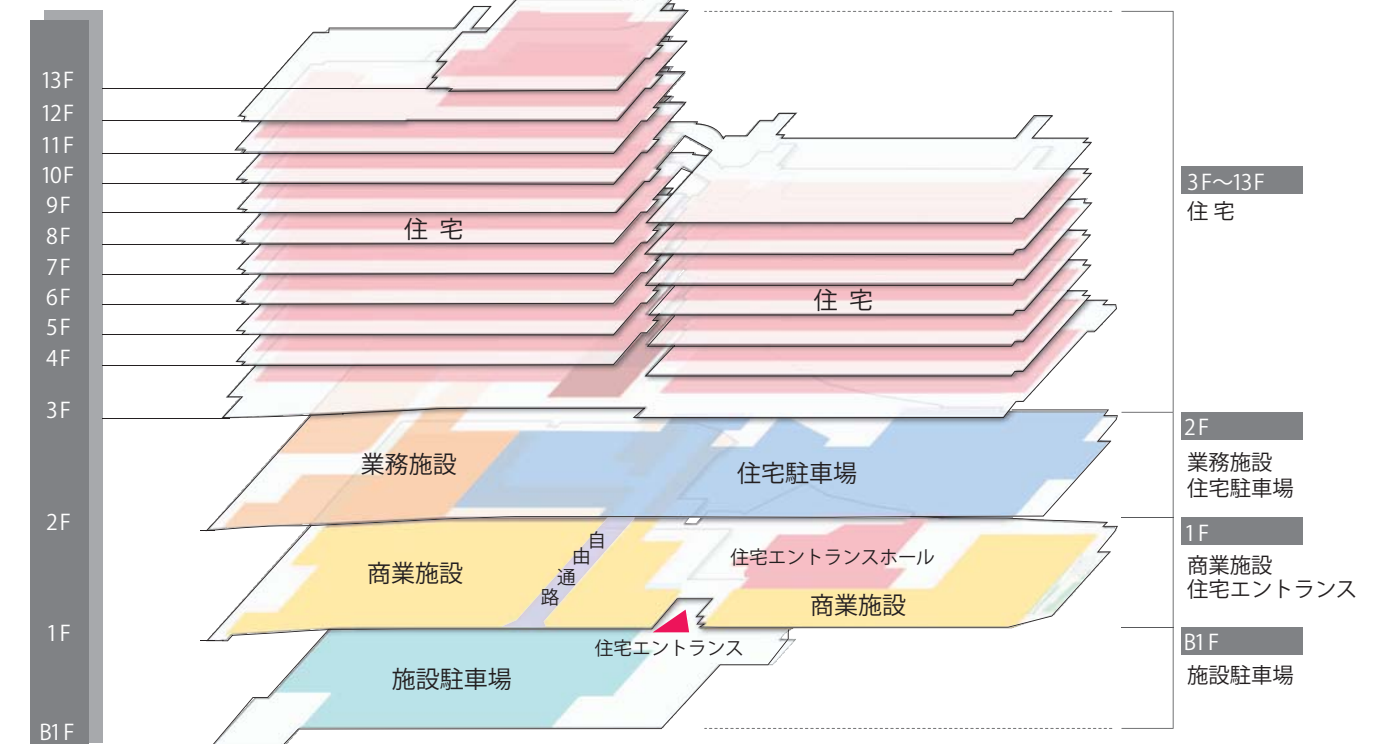 13F
12F
11F
10F
9F
8F
7F
6F
5F
4F
3F
2F
1F
B1F
住宅
住宅
業務施設
住宅駐車場
商業施設
自由通路
住宅エントランスホール
商業施設
住宅エントランス
施設駐車場
3F～13F
住宅
2F
業務施設
住宅駐車場
1F
商業施設
住宅エントランス
B1F
施設駐車場